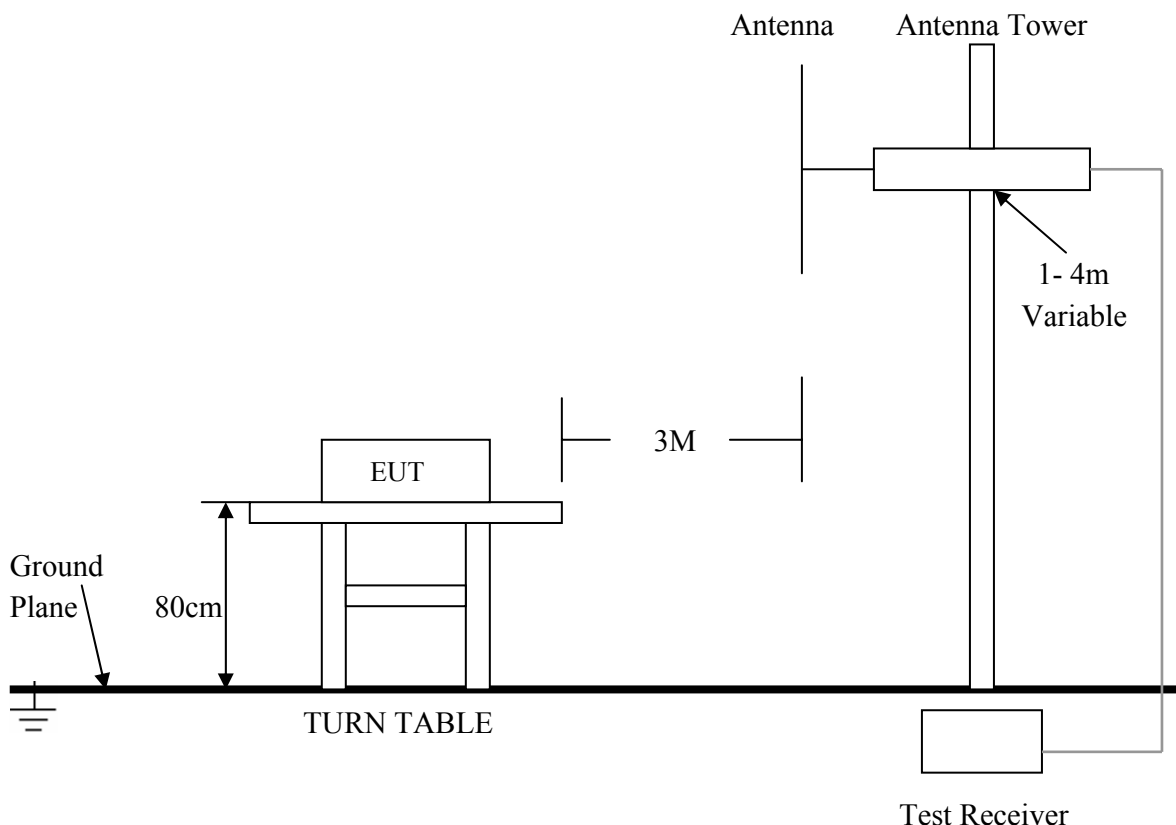 Antenna
Antenna Tower
1- 4m
Variable
3M
EUT
Ground
Plane
80cm
TURN TABLE
Test Receiver